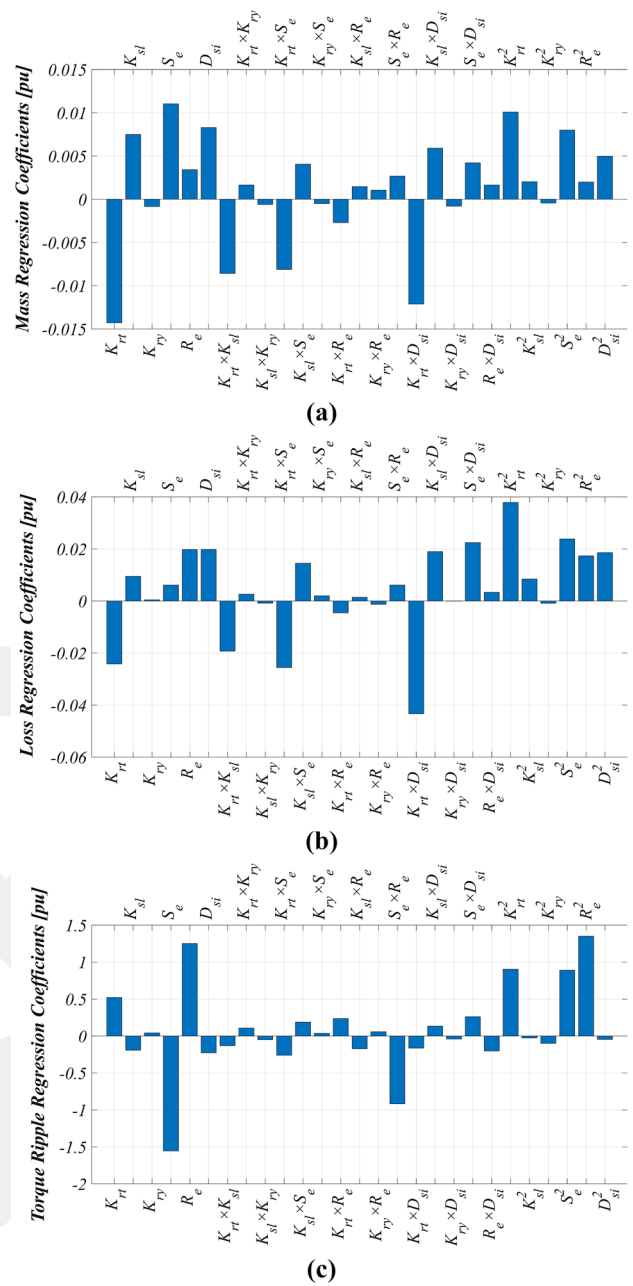 K_sl S_e D_si K_rt×K_ry K_rt×S_e K_ry×S_e K_sl×R_e S_e×R_e K_sl×D_si S_e×D_si K²_rt K²_ry R²_e
Mass Regression Coefficients [pu]
0.015
0.01
0.005
0
-0.005
-0.01
-0.015
K_rt K_ry R_e K_rt×K_sl K_sl×K_ry K_sl×S_e K_rt×R_e K_ry×R_e K_rt×D_si K_ry×D_si R_e×D_si K²_sl S²_e D²_si
(a)
K_sl S_e D_si K_rt×K_ry K_rt×S_e K_ry×S_e K_sl×R_e S_e×R_e K_sl×D_si S_e×D_si K²_rt K²_ry R²_e
Loss Regression Coefficients [pu]
0.04
0.02
0
-0.02
-0.04
-0.06
K_rt K_ry R_e K_rt×K_sl K_sl×K_ry K_sl×S_e K_rt×R_e K_ry×R_e K_rt×D_si K_ry×D_si R_e×D_si K²_sl S²_e D²_si
(b)
K_sl S_e D_si K_rt×K_ry K_rt×S_e K_ry×S_e K_sl×R_e S_e×R_e K_sl×D_si S_e×D_si K²_rt K²_ry R²_e
Torque Ripple Regression Coefficients [pu]
1.5
1
0.5
0
-0.5
-1
-1.5
-2
K_rt K_ry R_e K_rt×K_sl K_sl×K_ry K_sl×S_e K_rt×R_e K_ry×R_e K_rt×D_si K_ry×D_si R_e×D_si K²_sl S²_e D²_si
(c)